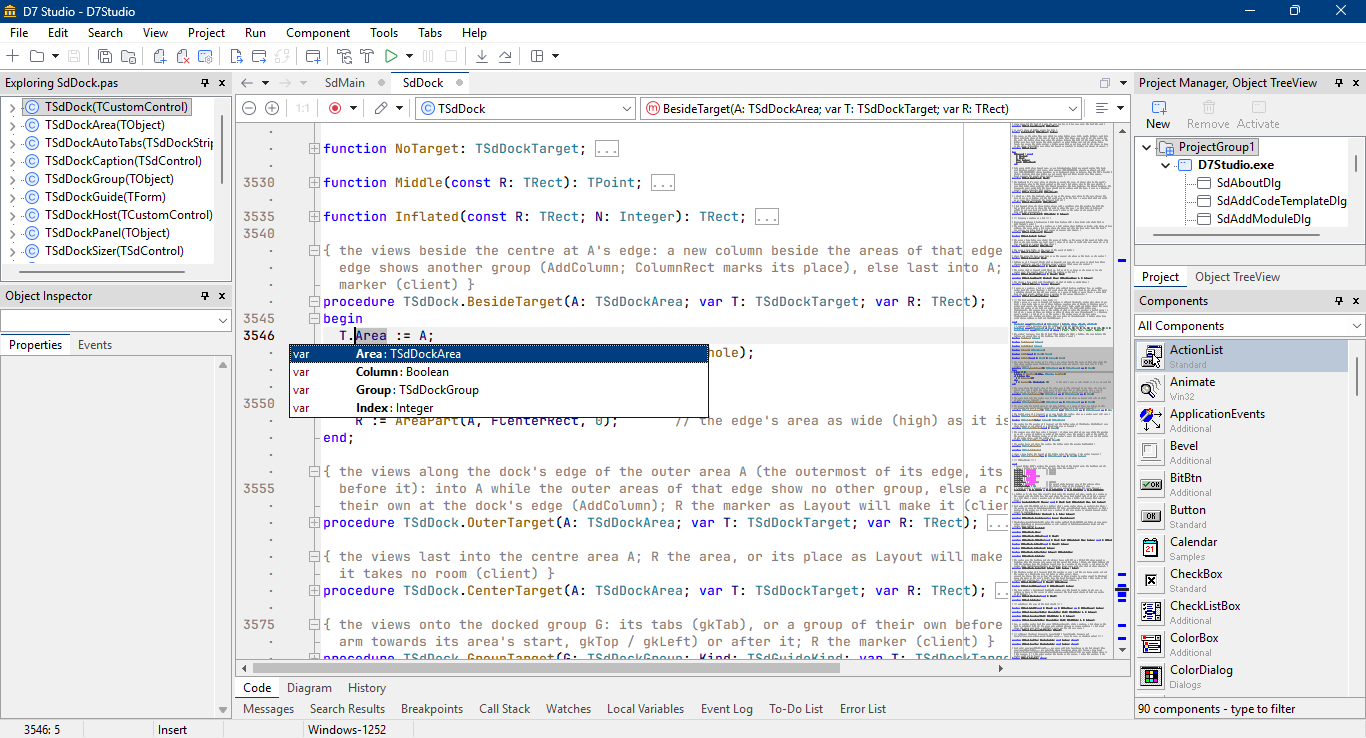 D7 Studio - D7Studio
File Edit Search View Project Run Component Tools Tabs Help
Exploring SdDock.pas
TSdDock(TCustomControl)
TSdDockArea(TObject)
TSdDockAutoTabs(TSdDockStrip
TSdDockCaption(TSdControl)
TSdDockGroup(TObject)
TSdDockGuide(TForm)
TSdDockHost(TCustomControl)
TSdDockPanel(TObject)
TSdDockSizer(TSdControl)
Object Inspector
Properties Events
SdMain SdDock
1:1 TSdDock BesideTarget(A: TSdDockArea; var T: TSdDockTarget; var R: TRect)
function NoTarget: TSdDockTarget; ...
3530 function Middle(const R: TRect): TPoint; ...
3535 function Inflated(const R: TRect; N: Integer): TRect; ...
3540
{ the views beside the centre at A's edge: a new column beside the areas of that edge
edge shows another group (AddColumn; ColumnRect marks its place), else last into A;
marker (client) }
procedure TSdDock.BesideTarget(A: TSdDockArea; var T: TSdDockTarget; var R: TRect);
3545 begin
3546 T.Area := A;
var Area: TSdDockArea
hole);
var Column: Boolean
var Group: TSdDockGroup
3550
var Index: Integer
R := AreaPart(A, FCenterRect, 0); // the edge's area as wide (high) as it is
end;
{ the views along the dock's edge of the outer area A (the outermost of its edge, its
3555 before it): into A while the outer areas of that edge show no other group, else a ro
their own at the dock's edge (AddColumn); R the marker as Layout will make it (clien
procedure TSdDock.OuterTarget(A: TSdDockArea; var T: TSdDockTarget; var R: TRect); ...
{ the views last into the centre area A; R the area, or its place as Layout will make
it takes no room (client) }
procedure TSdDock.CenterTarget(A: TSdDockArea; var T: TSdDockTarget; var R: TRect); ..
3575 { the views onto the docked group G: its tabs (gkTab), or a group of their own before
arm towards its area's start, gkTop / gkLeft) or after it; R the marker (client) }
procedure TSdDock.GroupTarget(G: TSdDockGroup; Kind: TSdGuideKind; var T: TSdDockTarge
Code Diagram History
Messages Search Results Breakpoints Call Stack Watches Local Variables Event Log To-Do List Error List
3546: 5 Insert Windows-1252
Project Manager, Object TreeView
New Remove Activate
ProjectGroup1
D7Studio.exe
SdAboutDlg
SdAddCodeTemplateDlg
SdAddModuleDlg
Project Object TreeView
Components
All Components
ActionList
Standard
Animate
Win32
ApplicationEvents
Additional
Bevel
Additional
BitBtn
Additional
OK
Button
Standard
OK
Calendar
Samples
21
CheckBox
Standard
CheckListBox
Additional
ColorBox
Additional
ColorDialog
Dialogs
90 components - type to filter